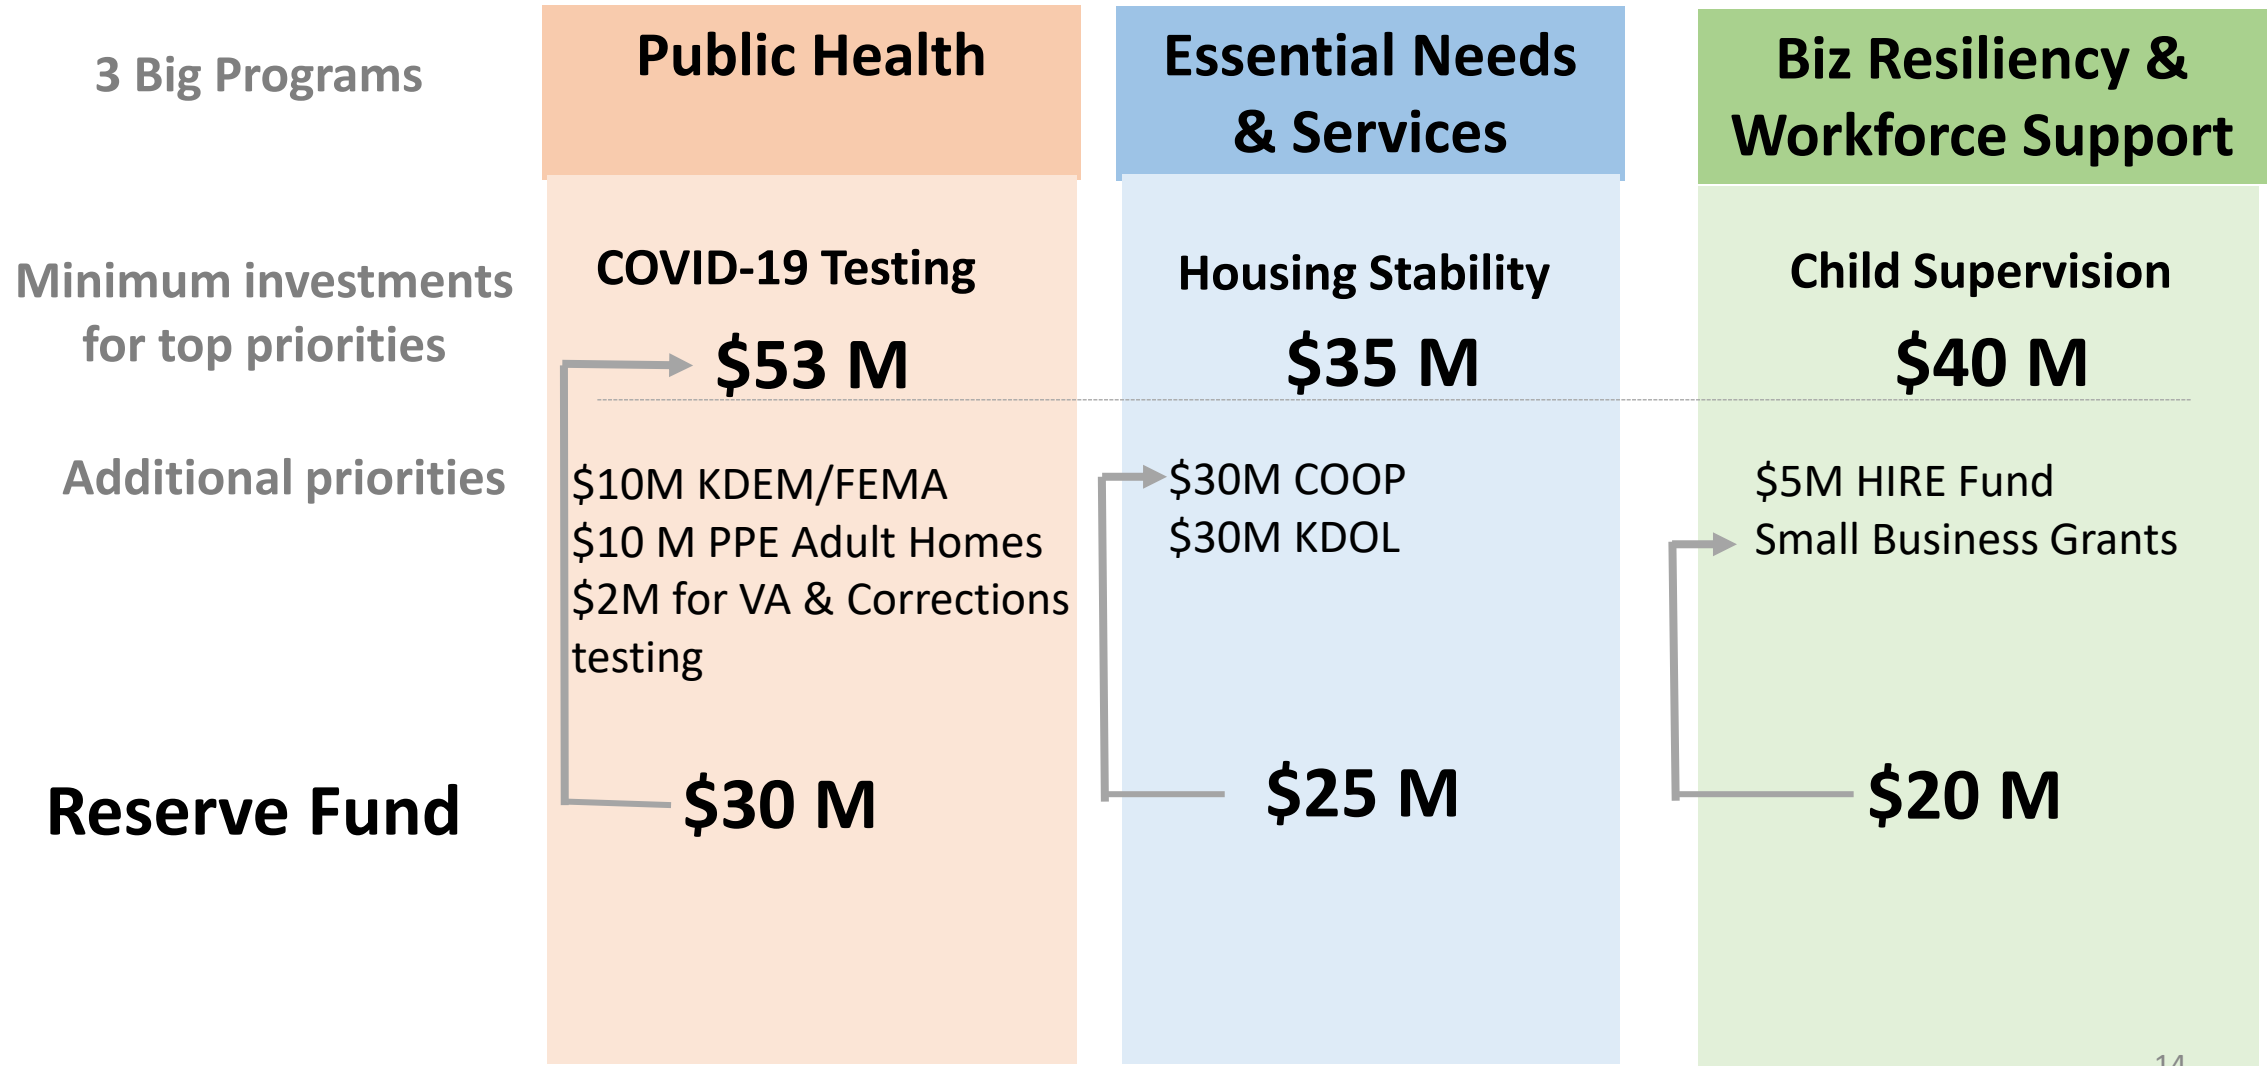 3 Big Programs
Public Health
Essential Needs
& Services
Biz Resiliency &
Workforce Support
Minimum investments
for top priorities
COVID-19 Testing
$53 M
Housing Stability
$35 M
Child Supervision
$40 M
Additional priorities
$10M KDEM/FEMA
$10 M PPE Adult Homes
$2M for VA & Corrections
testing
$30M COOP
$30M KDOL
$5M HIRE Fund
Small Business Grants
Reserve Fund
$30 M
$25 M
$20 M
14